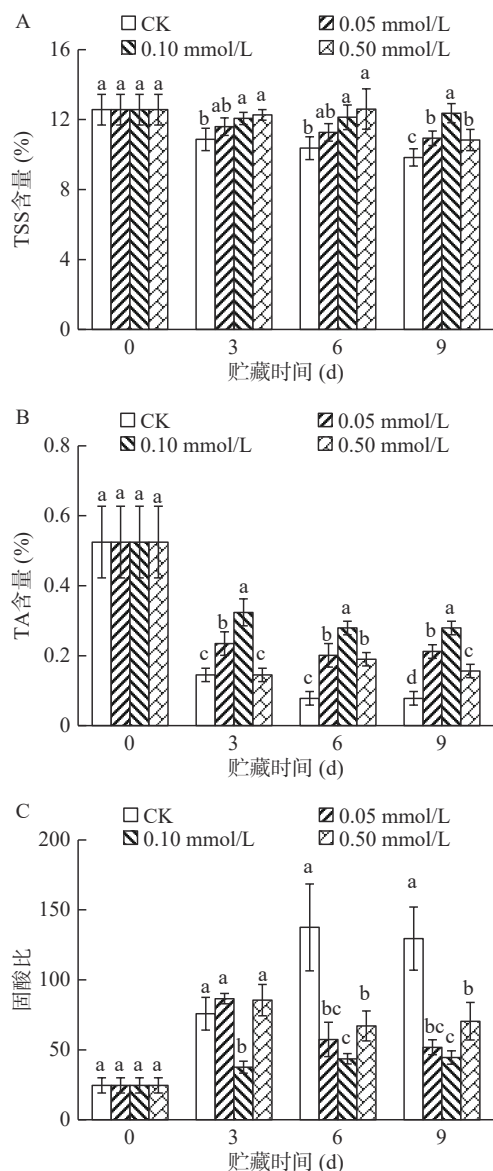 A
CK 0.05 mmol/L
0.10 mmol/L 0.50 mmol/L
16
12
8
4
0
TSS含量 (%)
a a a a
b ab a a
b ab a a
c b a b
0 3 6 9
贮藏时间 (d)
B
CK 0.05 mmol/L
0.10 mmol/L 0.50 mmol/L
0.8
0.6
0.4
0.2
0
TA含量 (%)
a a a a
c b a c
c b a b
d b a c
0 3 6 9
贮藏时间 (d)
C
CK 0.05 mmol/L
0.10 mmol/L 0.50 mmol/L
200
150
100
50
0
固酸比
a a a a
a a b a
a bc c b
a bc c b
0 3 6 9
贮藏时间 (d)